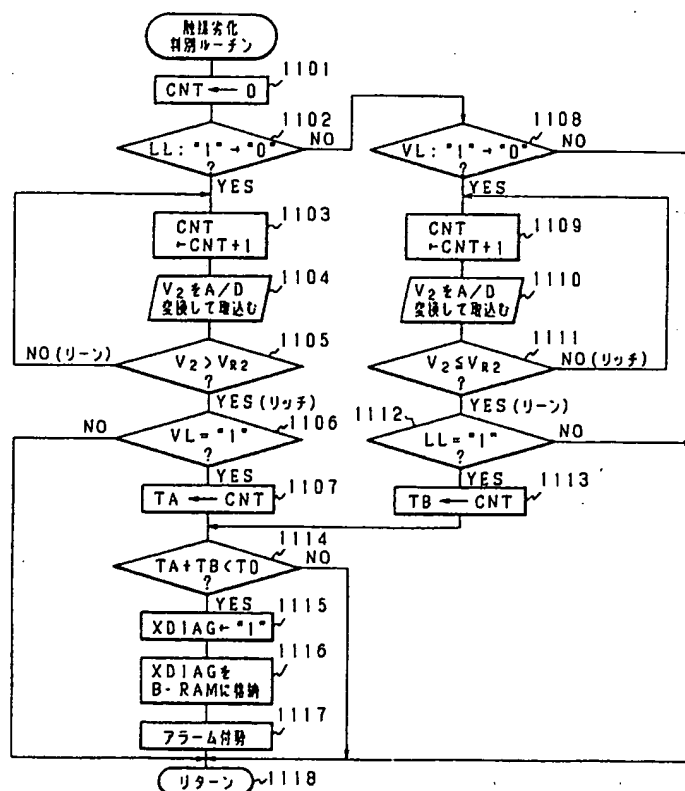 触媒劣化
判別ルーチン
1101
CNT ← 0
1102
LL : "1" → "0"
?
NO
YES
1103
CNT
←CNT+1
1104
V2をA/D
変換して取込む
1105
V2 > VR2
?
NO (リーン)
YES (リッチ)
1106
VL = "1"
?
NO
YES
1107
TA ← CNT
1108
VL : "1" → "0"
?
NO
YES
1109
CNT
←CNT+1
1110
V2をA/D
変換して取込む
1111
V2 ≦ VR2
?
NO (リッチ)
YES (リーン)
1112
LL = "1"
?
NO
YES
1113
TB ← CNT
1114
TA+TB<T0
?
NO
YES
1115
XDIAG←"1"
1116
XDIAGを
B-RAMに格納
1117
アラーム付勢
リターン
1118